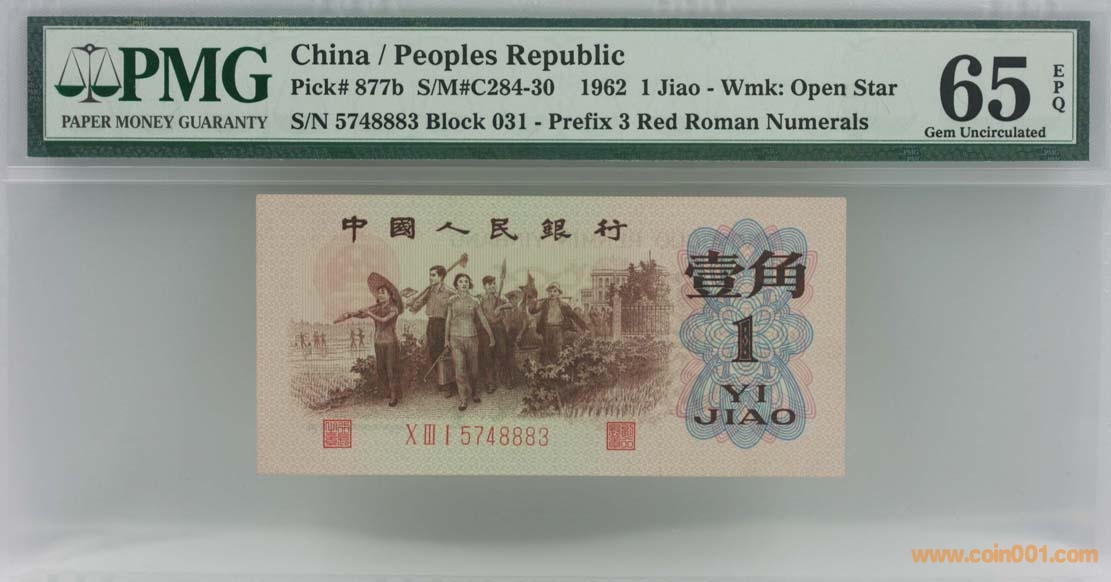 PMG
PAPER MONEY GUARANTY
China / Peoples Republic
Pick# 877b S/M#C284-30 1962 1 Jiao - Wmk: Open Star
S/N 5748883 Block 031 - Prefix 3 Red Roman Numerals
65 EPQ
Gem Uncirculated
中國人民銀行
壹角
1
YI
JIAO
X III I 5748883
www.coin001.com